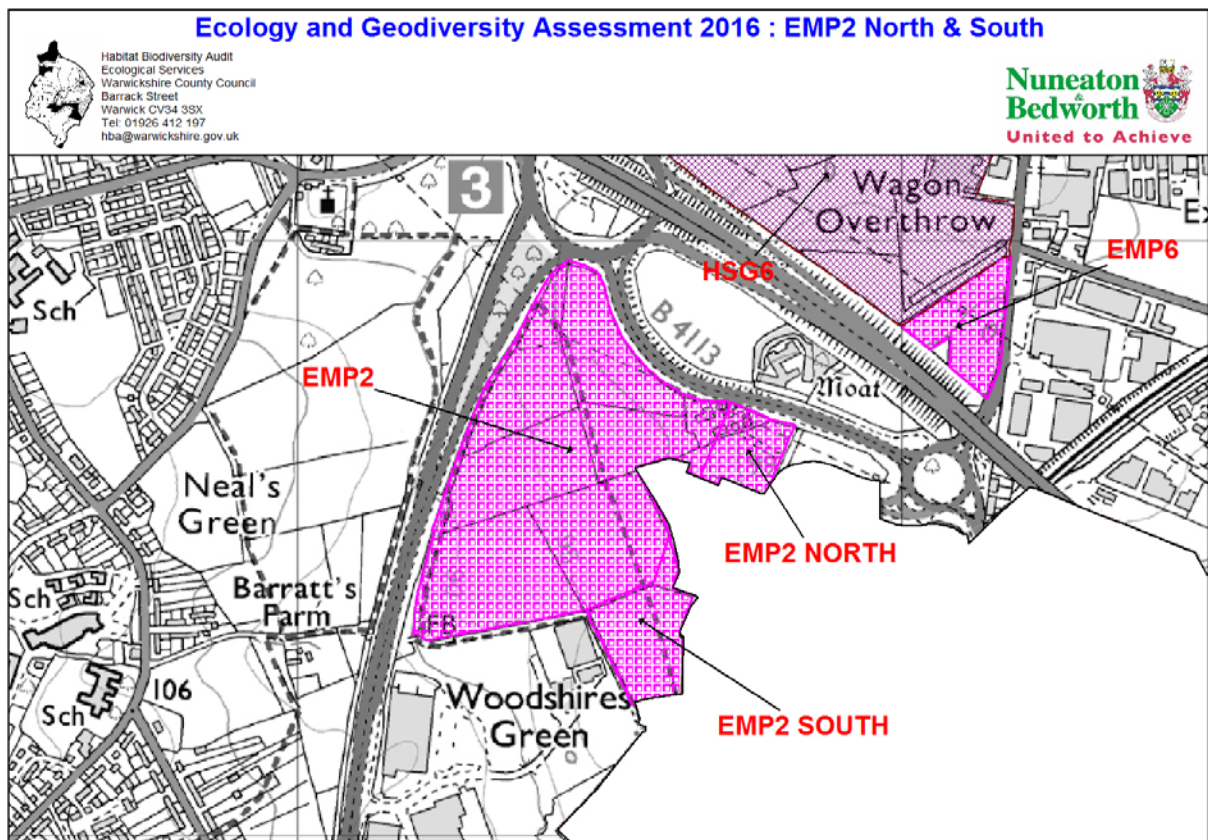 Ecology and Geodiversity Assessment 2016 : EMP2 North & South
Habitat Biodiversity Audit
Ecological Services
Warwickshire County Council
Barrack Street
Warwick CV34 3SX
Tel: 01926 412 197
hba@warwickshire.gov.uk
Nuneaton
&
Bedworth
United to Achieve
3
Wagon
Overthrow
Ex
EMP6
HSG6
Sch
B 4113
EMP2
Moat
Neal's
Green
EMP2 NORTH
Barratt's
Farm
Sch
FB
106
Sch
Woodshires
Green
EMP2 SOUTH